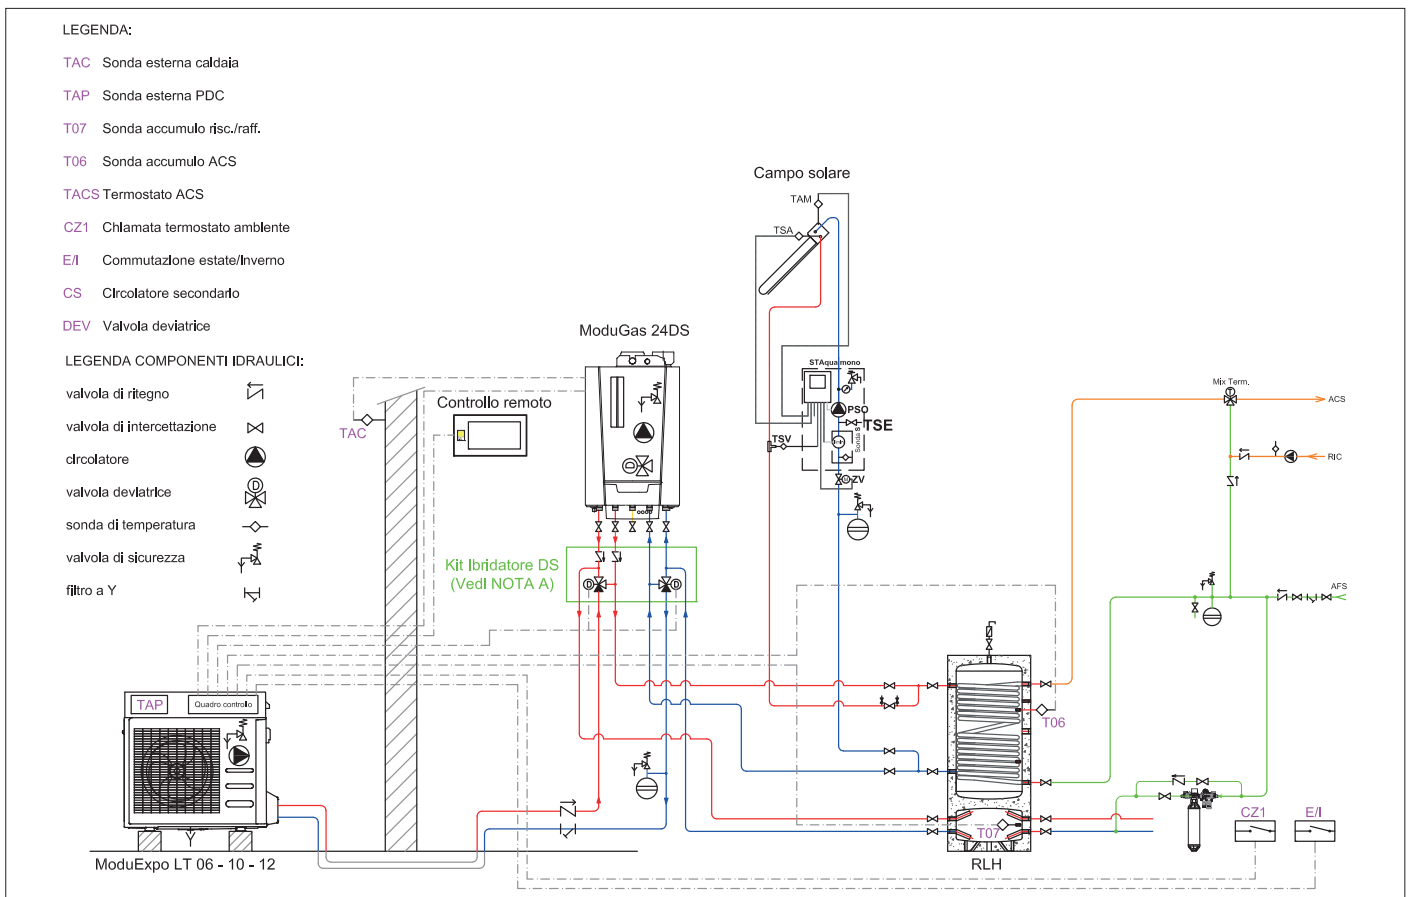 LEGENDA:
TAC Sonda esterna caldaia
TAP Sonda esterna PDC
T07 Sonda accumulo risc./raff.
T06 Sonda accumulo ACS
TACS Termostato ACS
CZ1 Chiamata termostato ambiente
E/I Commutazione estate/inverno
CS Circolatore secondario
DEV Valvola deviatrice
LEGENDA COMPONENTI IDRAULICI:
valvola di ritegno
valvola di intercettazione
circolatore
valvola deviatrice
D
sonda di temperatura
valvola di sicurezza
filtro a Y
TAC
Controllo remoto
ModuGas 24DS
D
Kit Ibridatore DS
(Vedi NOTA A)
D
D
Campo solare
TAM
TSA
STAqua mono
PSO
TSE
Sonda S
TSV
ZV
Mix Term.
T
ACS
RIC
AFS
TAP
Quadro controllo
ModuExpo LT 06 - 10 - 12
T06
T07
RLH
CZ1
E/I